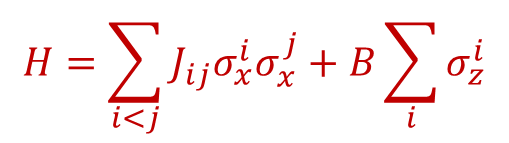 H = ∑_{i<j} J_{ij} σ_x^i σ_x^j + B ∑_i σ_z^i